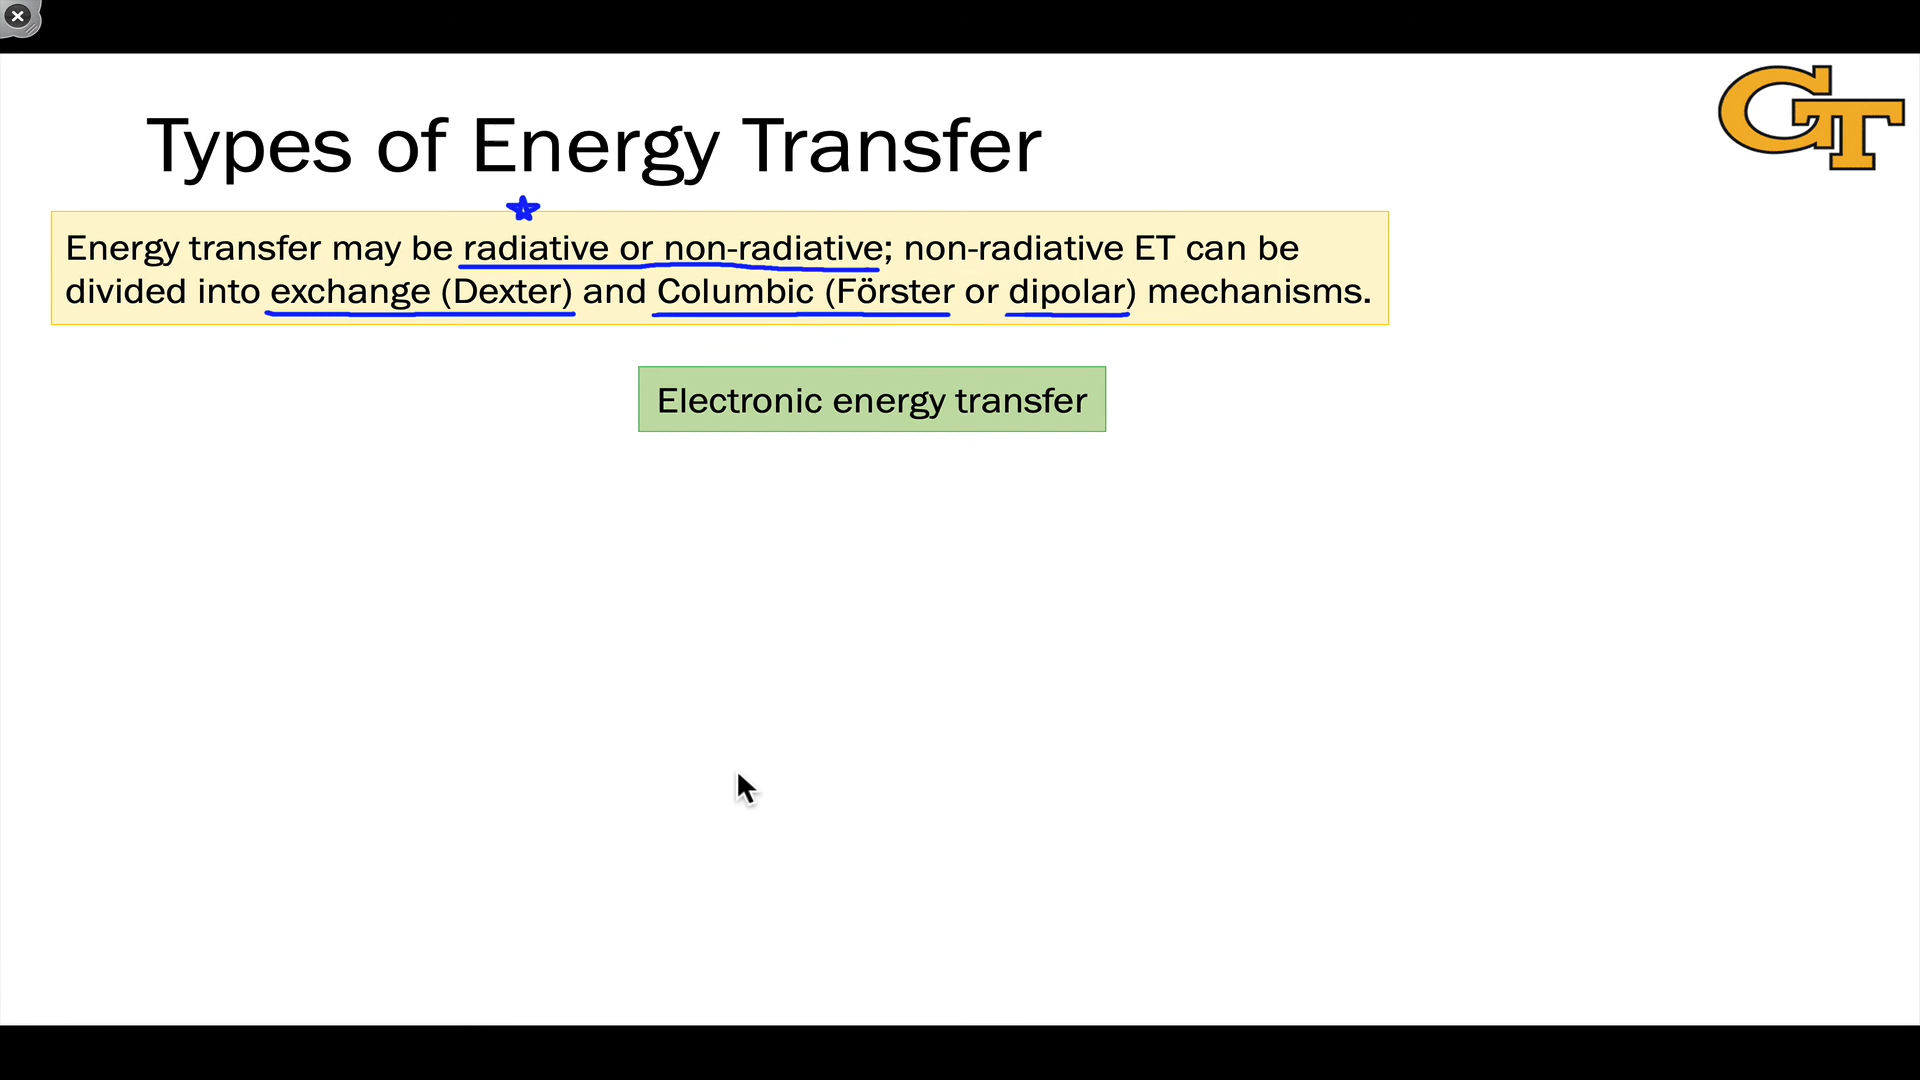 GT
Types of Energy Transfer
Energy transfer may be radiative or non-radiative; non-radiative ET can be
divided into exchange (Dexter) and Columbic (Förster or dipolar) mechanisms.
Electronic energy transfer